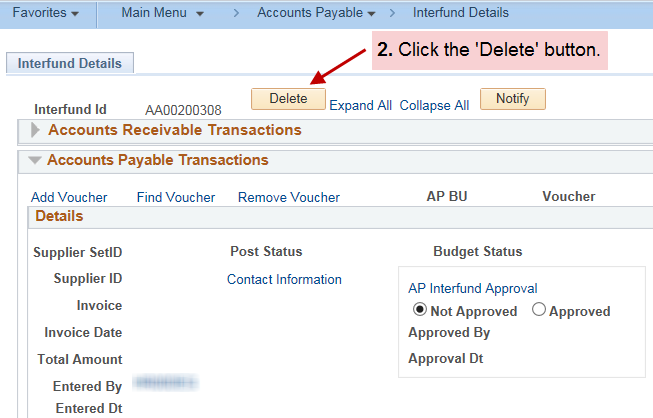 Favorites Main Menu > Accounts Payable > Interfund Details
2. Click the 'Delete' button.
Interfund Details
Interfund Id AA00200308 Delete Expand All Collapse All Notify
Accounts Receivable Transactions
Accounts Payable Transactions
Add Voucher Find Voucher Remove Voucher AP BU Voucher
Details
Supplier SetID Post Status Budget Status
Supplier ID Contact Information AP Interfund Approval
Invoice Not Approved Approved
Invoice Date Approved By
Total Amount Approval Dt
Entered By
Entered Dt